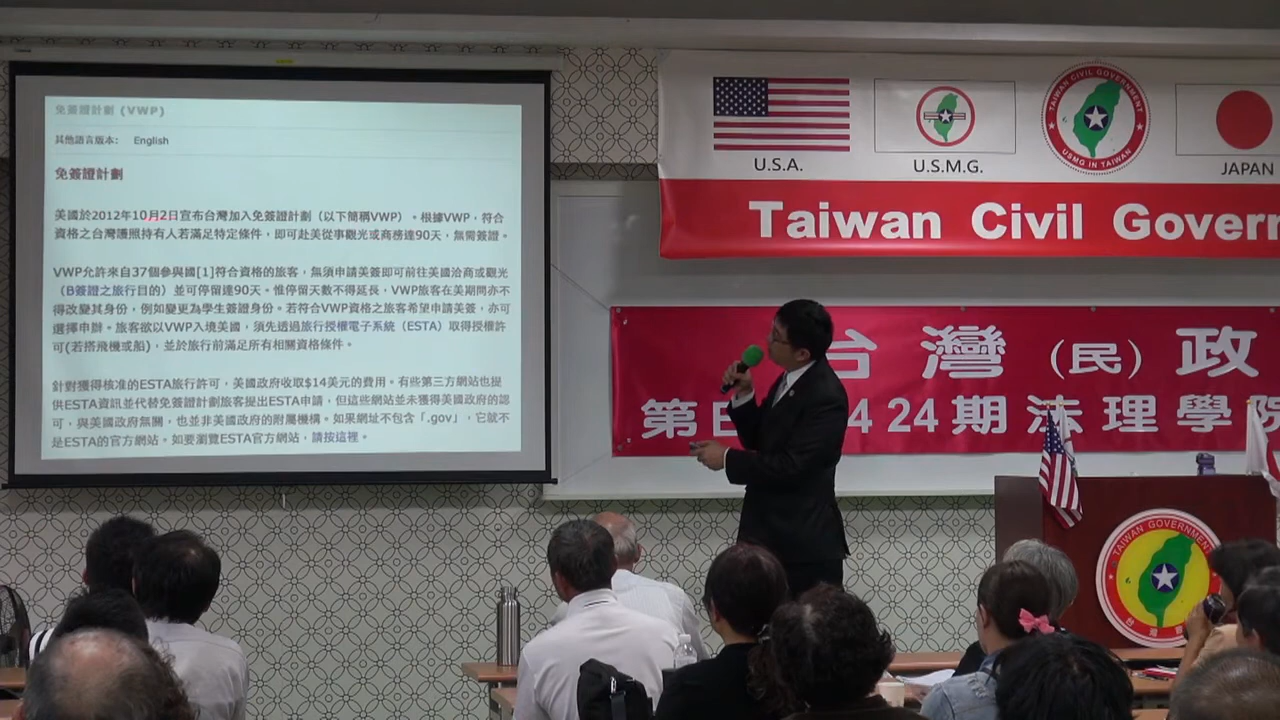 免簽證計劃 (VWP)
其他語言版本: English
免簽證計劃
美國於2012年10月2日宣布台灣加入免簽證計劃（以下簡稱VWP）。根據VWP，符合
資格之台灣護照持有人若滿足特定條件，即可赴美從事觀光或商務達90天，無需簽證。
VWP允許來自37個參與國[1]符合資格的旅客，無須申請美簽即可前往美國洽商或觀光
（B簽證之旅行目的）並可停留達90天。惟停留天數不得延長，VWP旅客在美期間亦不
得改變其身份，例如變更為學生簽證身份。若符合VWP資格之旅客希望申請美簽，亦可
選擇申辦。旅客欲以VWP入境美國，須先透過旅行授權電子系統（ESTA）取得授權許
可(若搭飛機或船)，並於旅行前滿足所有相關資格條件。
針對獲得核准的ESTA旅行許可，美國政府收取$14美元的費用。有些第三方網站也提
供ESTA資訊並代替免簽證計劃旅客提出ESTA申請，但這些網站並未獲得美國政府的認
可，與美國政府無關，也並非美國政府的附屬機構。如果網址不包含「.gov」，它就不
是ESTA的官方網站。如要瀏覽ESTA官方網站，請按這裡。
U.S.A.
U.S.M.G.
TAIWAN CIVIL GOVERNMENT
USMG IN TAIWAN
JAPAN
Taiwan Civil Govern
台灣（民）政
第 424期法理學院
TAIWAN GOVERNMENT
台灣